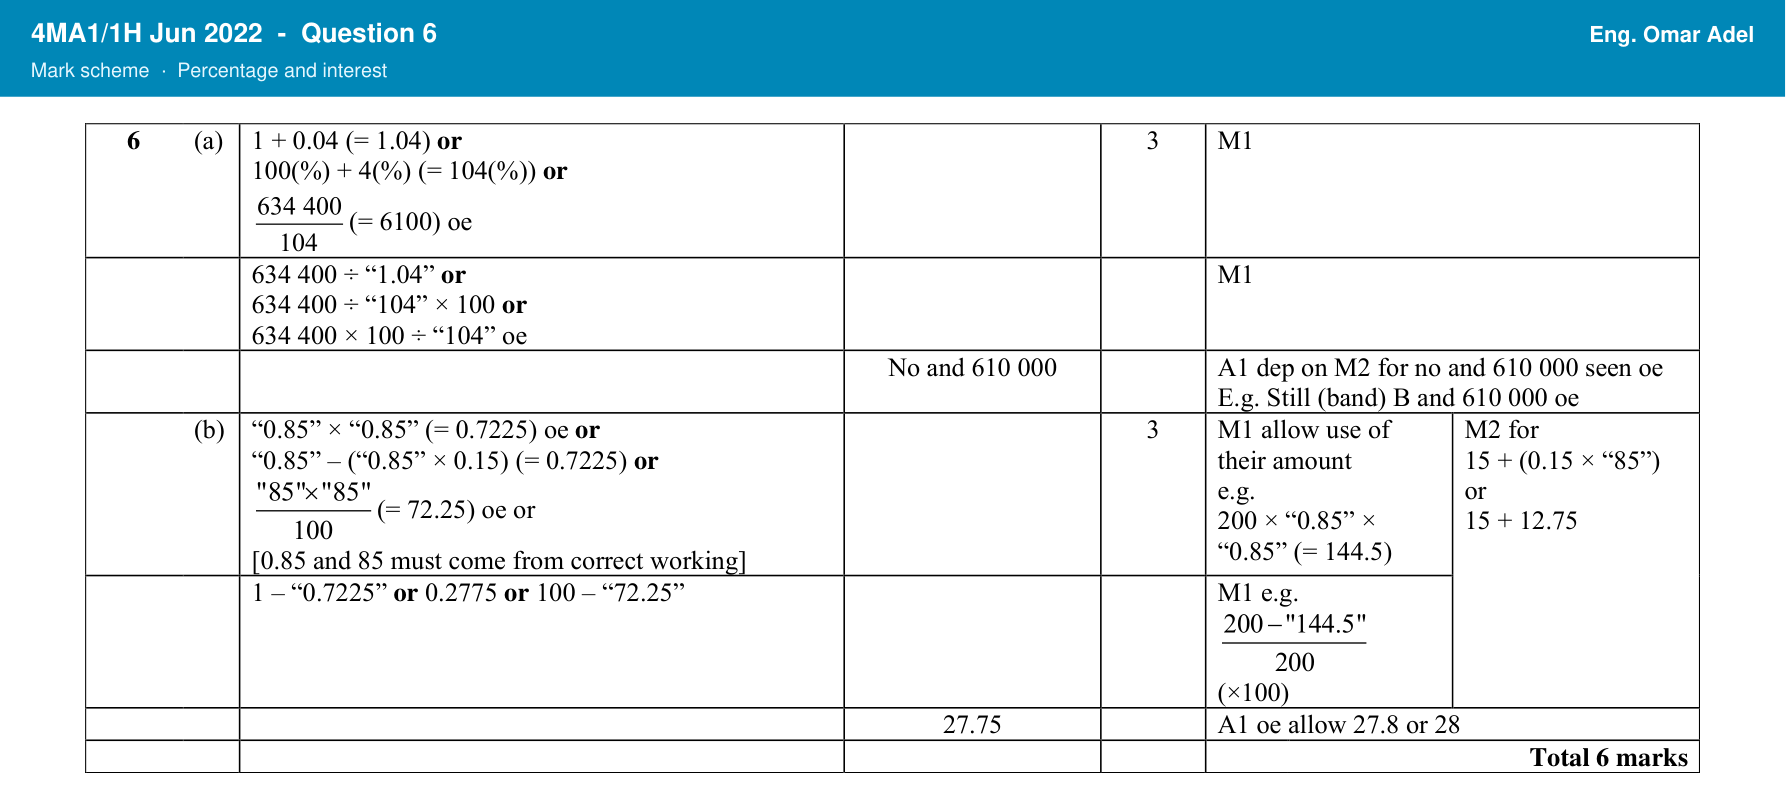 4MA1/1H Jun 2022 - Question 6
Eng. Omar Adel
Mark scheme · Percentage and interest
6 (a) 1 + 0.04 (= 1.04) or 3 M1
100(%) + 4(%) (= 104(%)) or
634 400
104
(= 6100) oe
634 400 ÷ “1.04” or M1
634 400 ÷ “104” × 100 or
634 400 × 100 ÷ “104” oe
No and 610 000 A1 dep on M2 for no and 610 000 seen oe
E.g. Still (band) B and 610 000 oe
(b) “0.85” × “0.85” (= 0.7225) oe or 3 M1 allow use of M2 for
“0.85” – (“0.85” × 0.15) (= 0.7225) or their amount 15 + (0.15 × “85”)
"85"×"85" e.g. or
100
(= 72.25) oe or 200 × “0.85” × 15 + 12.75
[0.85 and 85 must come from correct working] “0.85” (= 144.5)
1 – “0.7225” or 0.2775 or 100 – “72.25” M1 e.g.
200 – "144.5"
200
(×100)
27.75 A1 oe allow 27.8 or 28
Total 6 marks